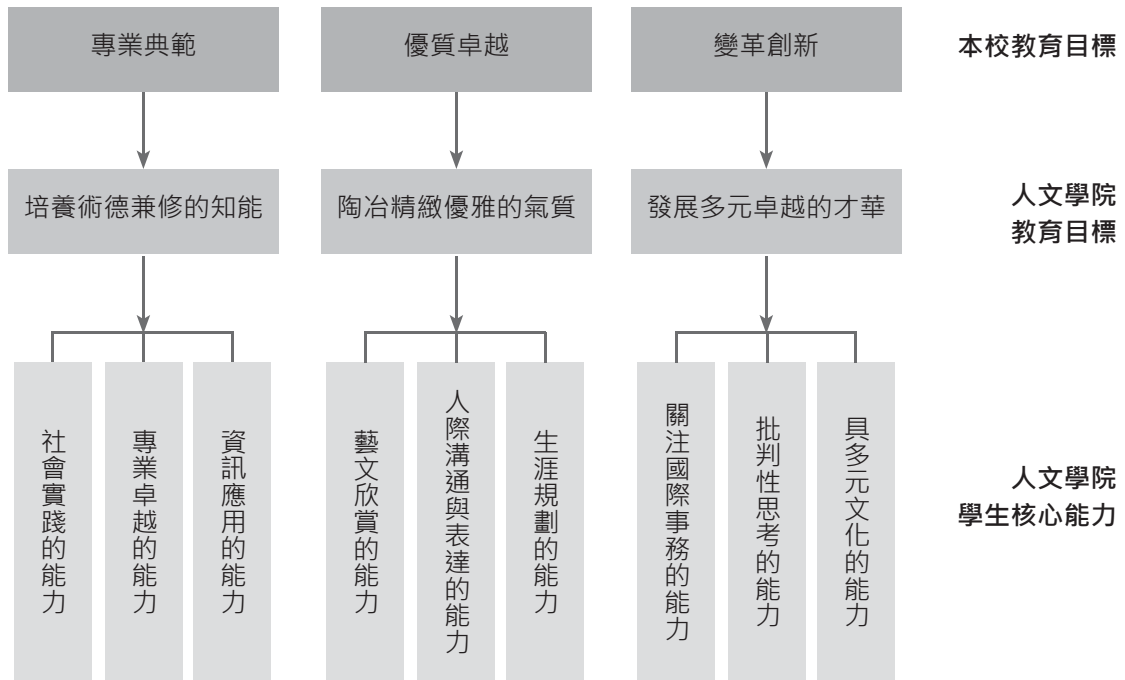 專業典範
優質卓越
變革創新
本校教育目標
培養術德兼修的知能
陶冶精緻優雅的氣質
發展多元卓越的才華
人文學院
教育目標
社會實踐的能力
專業卓越的能力
資訊應用的能力
藝文欣賞的能力
人際溝通與表達的能力
生涯規劃的能力
關注國際事務的能力
批判性思考的能力
具多元文化的能力
人文學院
學生核心能力